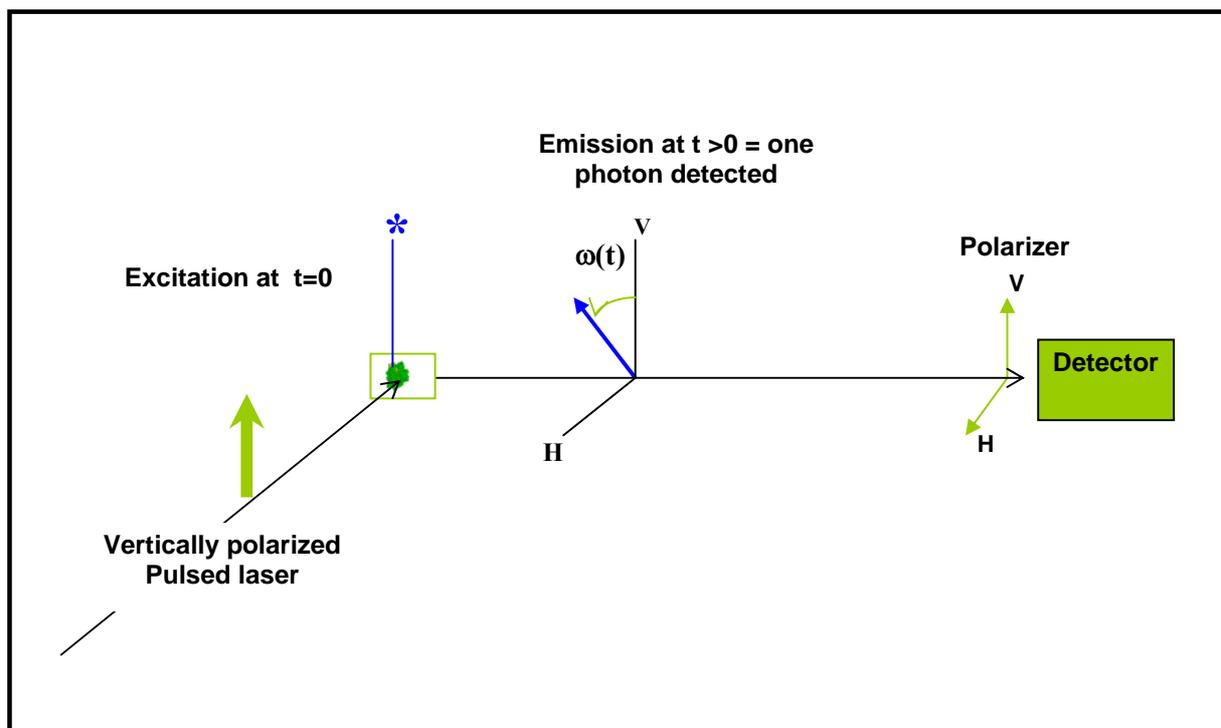 Emission at t >0 = one
photon detected
*
V
ω(t)
Polarizer
V
Excitation at t=0
Detector
H
H
Vertically polarized
Pulsed laser